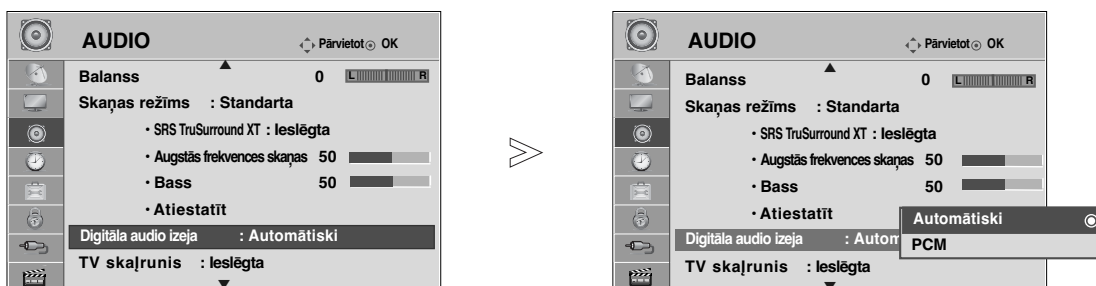 AUDIO Pārvietot OK
Balanss 0 L R
Skaņas režīms : Standarta
• SRS TruSurround XT : Ieslēgta
• Augstās frekvences skaņas 50
• Bass 50
• Atiestatīt
Digitāla audio izeja : Automātiski
TV skaļrunis : Ieslēgta
>
AUDIO Pārvietot OK
Balanss 0 L R
Skaņas režīms : Standarta
• SRS TruSurround XT : Ieslēgta
• Augstās frekvences skaņas 50
• Bass 50
• Atiestatīt
Digitāla audio izeja : Autom
Automātiski
PCM
TV skaļrunis : Ieslēgta